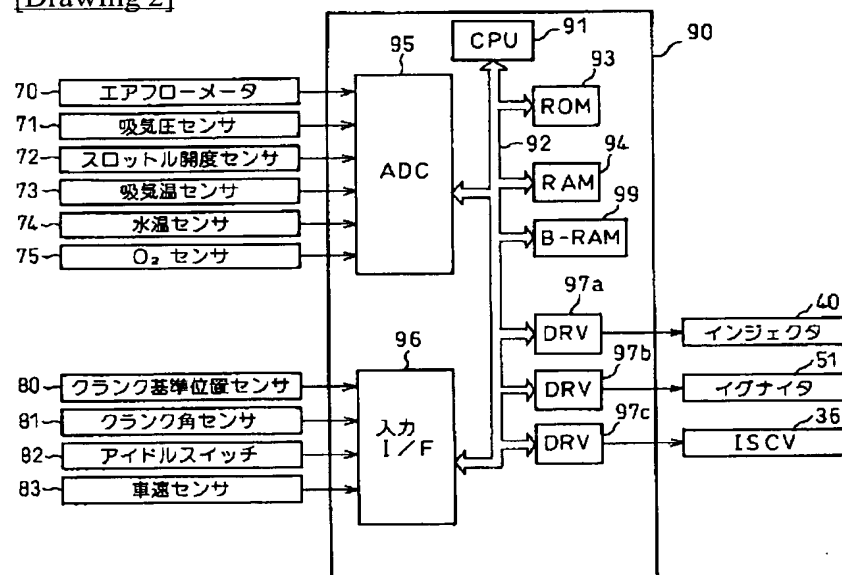 [Drawing 2]
CPU
91
90
95
93
70 エアフローメータ
ROM
71 吸気圧センサ
92
72 スロットル開度センサ
ADC
94
RAM
73 吸気温センサ
99
74 水温センサ
B-RAM
75 O₂ センサ
97a
40
DRV
インジェクタ
96
97b
51
80 クランク基準位置センサ
DRV
イグナイタ
81 クランク角センサ
入力
I/F
97c
36
82 アイドルスイッチ
DRV
ISCV
83 車速センサ